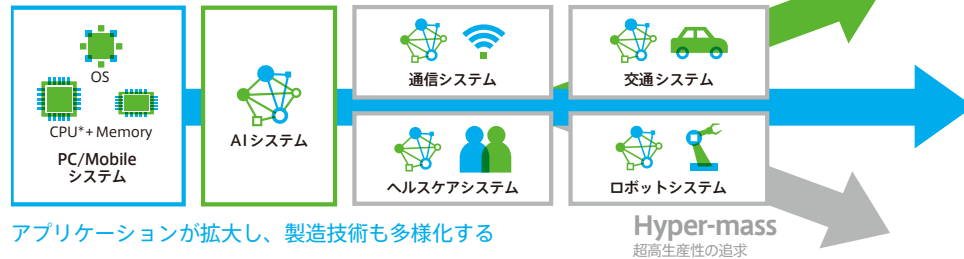 OS
CPU*+Memory
PC/Mobile
システム
AIシステム
通信システム
交通システム
ヘルスケアシステム
ロボットシステム
アプリケーションが拡大し、製造技術も多様化する
Hyper-mass
超高生産性の追求